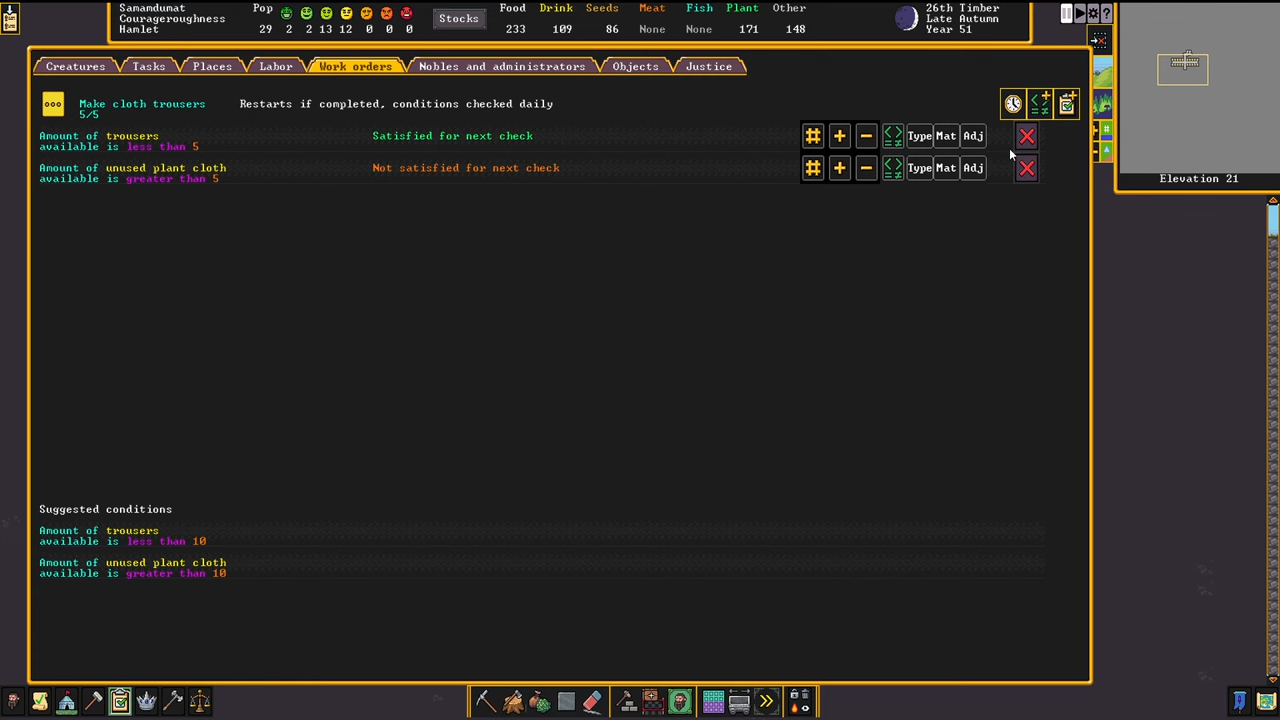 Samandumat
Courageroughness
Hamlet
Pop
29 2 2 13 12 0 0 0
Stocks
Food Drink Seeds Meat Fish Plant Other
233 109 86 None None 171 148
26th Timber
Late Autumn
Year 51
Creatures Tasks Places Labor Work orders Nobles and administrators Objects Justice
Make cloth trousers
5/5
Restarts if completed, conditions checked daily
Amount of trousers
available is less than 5
Satisfied for next check
Type Mat Adj
Amount of unused plant cloth
available is greater than 5
Not satisfied for next check
Type Mat Adj
Elevation 21
Suggested conditions
Amount of trousers
available is less than 10
Amount of unused plant cloth
available is greater than 10